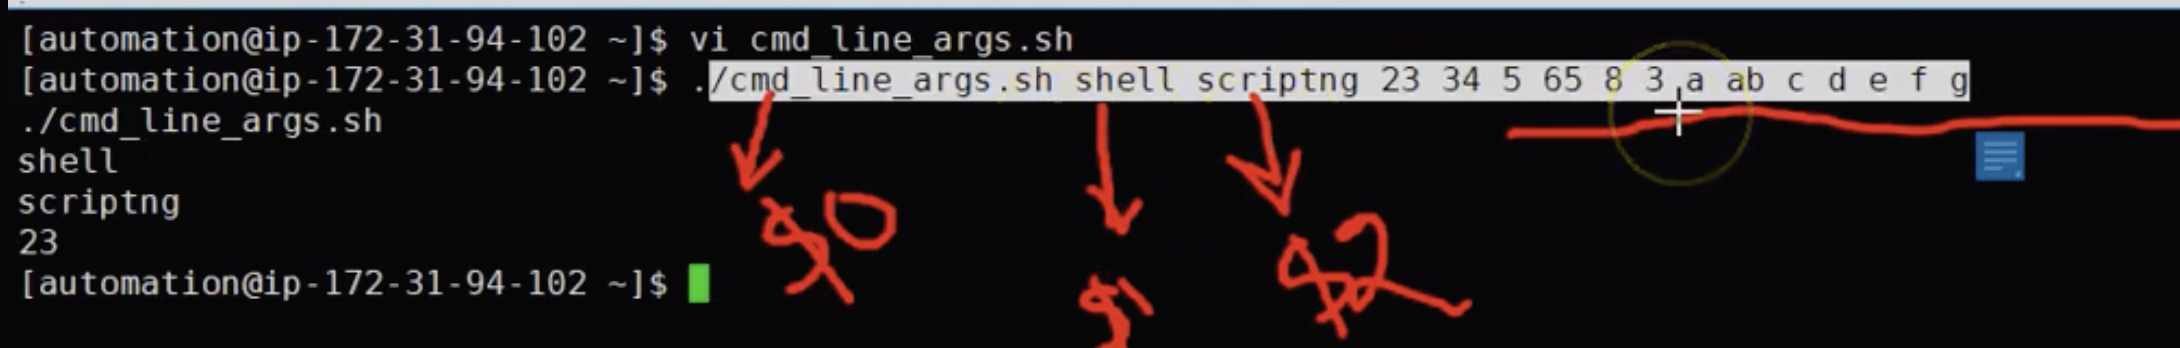 [automation@ip-172-31-94-102 ~]$ vi cmd_line_args.sh
[automation@ip-172-31-94-102 ~]$ ./cmd_line_args.sh shell scriptng 23 34 5 65 8 3 a ab c d e f g
./cmd_line_args.sh
shell
scriptng
23
[automation@ip-172-31-94-102 ~]$
$0
$1
$2